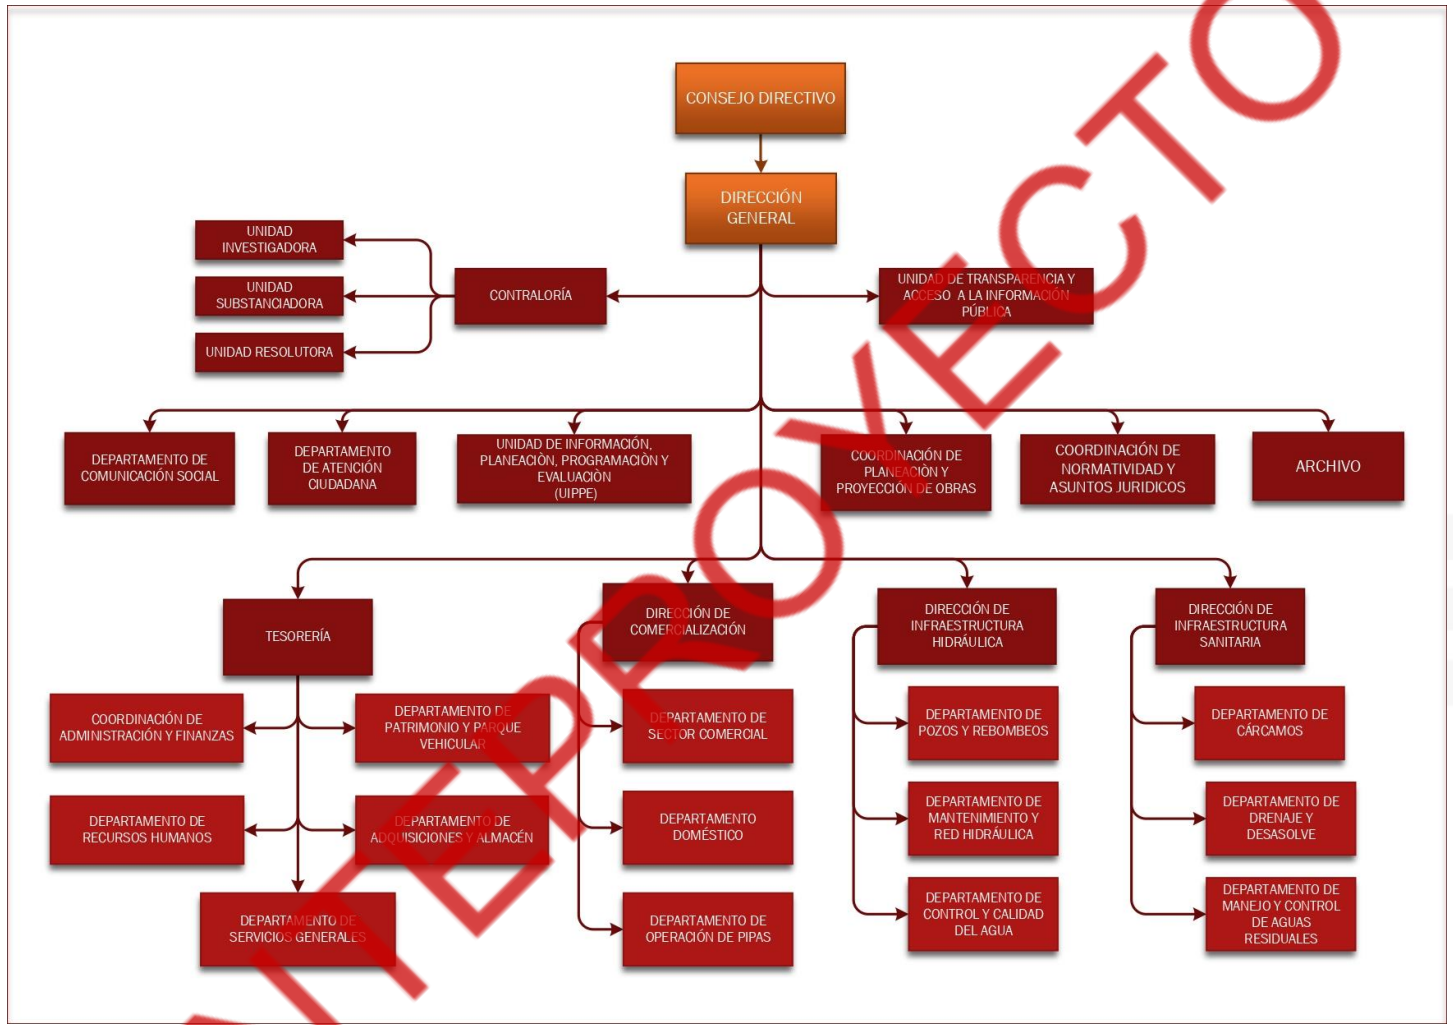 CONSEJO DIRECTIVO
DIRECCIÓN
GENERAL
UNIDAD
INVESTIGADORA
UNIDAD
SUBSTANCIADORA
UNIDAD RESOLUTORA
CONTRALORÍA
UNIDAD DE TRANSPARENCIA Y
ACCESO A LA INFORMACIÓN
PÚBLICA
DEPARTAMENTO DE
COMUNICACIÓN SOCIAL
DEPARTAMENTO
DE ATENCIÓN
CIUDADANA
UNIDAD DE INFORMACIÓN,
PLANEACIÒN, PROGRAMACIÒN Y
EVALUACIÒN
(UIPPE)
COORDINACIÓN DE
PLANEACIÒN Y
PROYECCIÓN DE OBRAS
COORDINACIÓN DE
NORMATIVIDAD Y
ASUNTOS JURIDICOS
ARCHIVO
TESORERÍA
COORDINACIÓN DE
ADMINISTRACIÓN Y FINANZAS
DEPARTAMENTO DE
PATRIMONIO Y PARQUE
VEHICULAR
DEPARTAMENTO DE
RECURSOS HUMANOS
DEPARTAMENTO DE
ADQUISICIONES Y ALMACÉN
DEPARTAMENTO DE
SERVICIOS GENERALES
DIRECCIÓN DE
COMERCIALIZACIÓN
DEPARTAMENTO DE
SECTOR COMERCIAL
DEPARTAMENTO
DOMÉSTICO
DEPARTAMENTO DE
OPERACIÓN DE PIPAS
DIRECCIÓN DE
INFRAESTRUCTURA
HIDRÁULICA
DEPARTAMENTO DE
POZOS Y REBOMBEOS
DEPARTAMENTO DE
MANTENIMIENTO Y
RED HIDRÁULICA
DEPARTAMENTO DE
CONTROL Y CALIDAD
DEL AGUA
DIRECCIÓN DE
INFRAESTRUCTURA
SANITARIA
DEPARTAMENTO DE
CÁRCAMOS
DEPARTAMENTO DE
DRENAJE Y
DESASOLVE
DEPARTAMENTO DE
MANEJO Y CONTROL
DE AGUAS
RESIDUALES
NTEPROYECTO